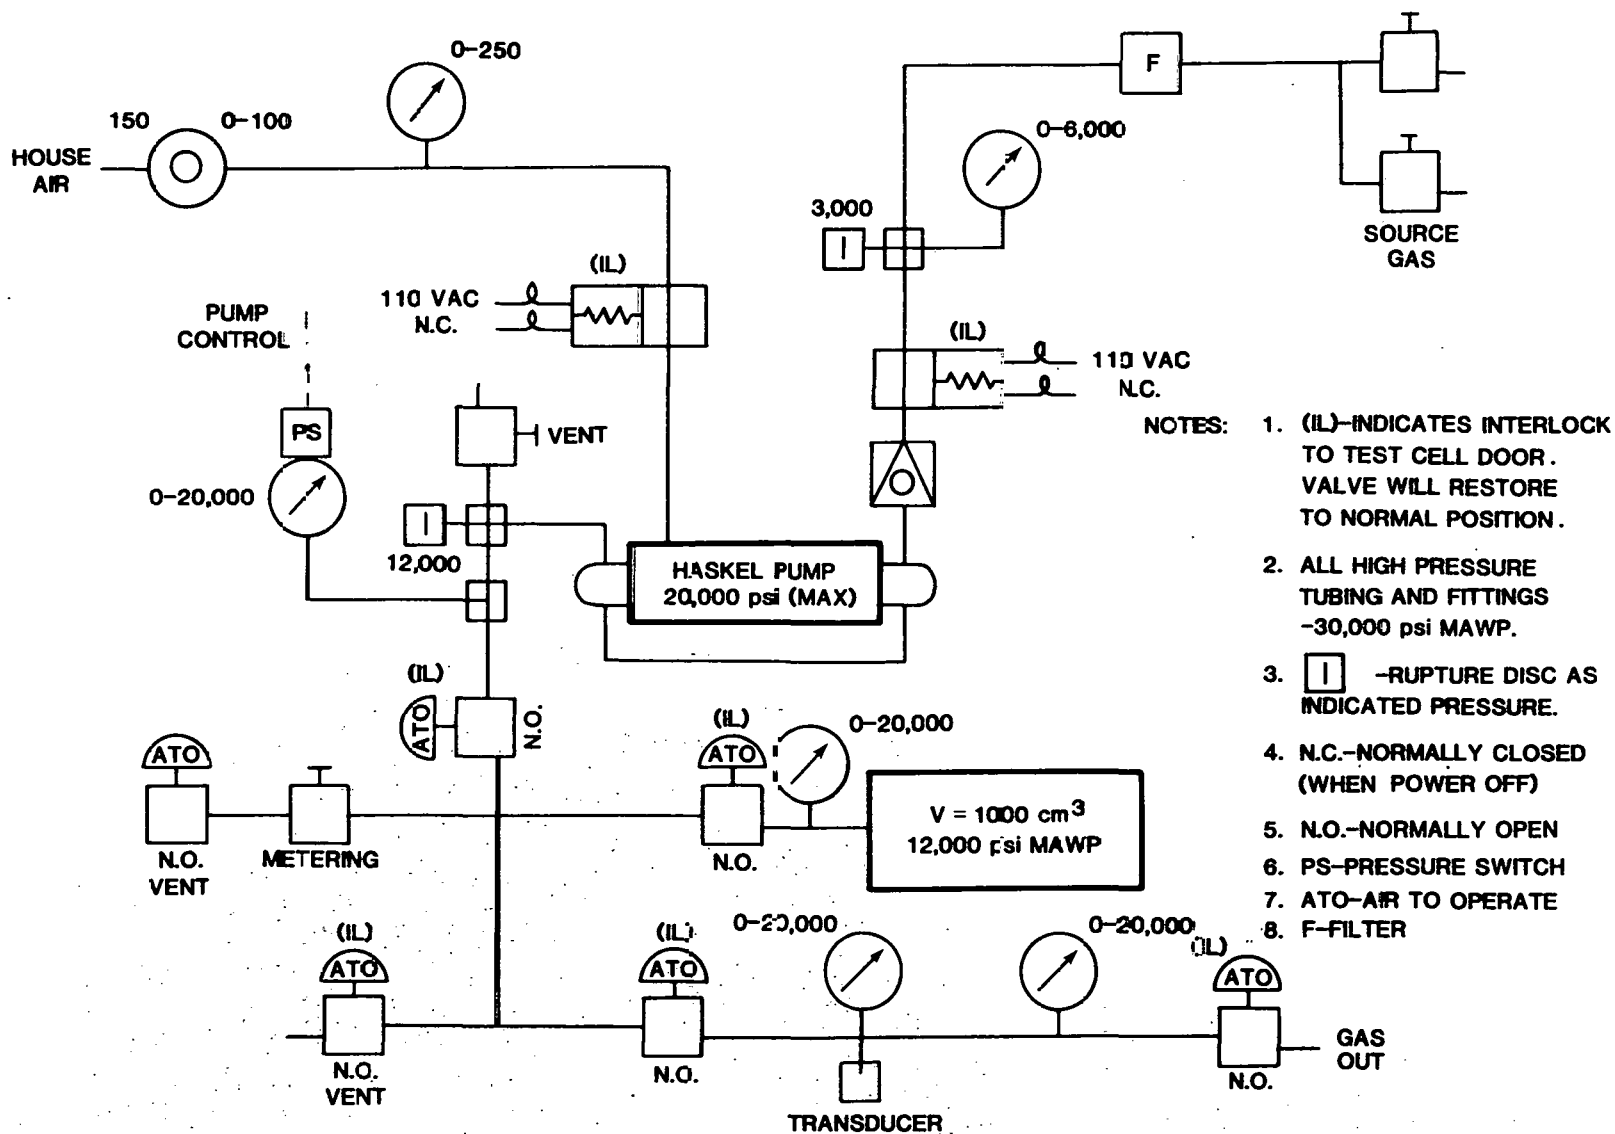 0-250
150
0-100
HOUSE
AIR
F
0-6,000
3,000
I
SOURCE
GAS
(IL)
110 VAC
N.C.
PUMP
CONTROL
PS
0-20,000
VENT
I
12,000
(IL)
110 VAC
N.C.
HASKEL PUMP
20,000 psi (MAX)
NOTES:
1. (IL)-INDICATES INTERLOCK
TO TEST CELL DOOR.
VALVE WILL RESTORE
TO NORMAL POSITION.
2. ALL HIGH PRESSURE
TUBING AND FITTINGS
-30,000 psi MAWP.
3. I -RUPTURE DISC AS
INDICATED PRESSURE.
4. N.C.-NORMALLY CLOSED
(WHEN POWER OFF)
5. N.O.-NORMALLY OPEN
6. PS-PRESSURE SWITCH
7. ATO-AIR TO OPERATE
8. F-FILTER
(IL)
ATO
N.O.
ATO
N.O.
VENT
METERING
(IL)
ATO
N.O.
0-20,000
V = 1000 cm³
12,000 psi MAWP
(IL)
ATO
N.O.
VENT
(IL)
ATO
N.O.
0-20,000
TRANSDUCER
0-20,000
(IL)
ATO
N.O.
GAS
OUT